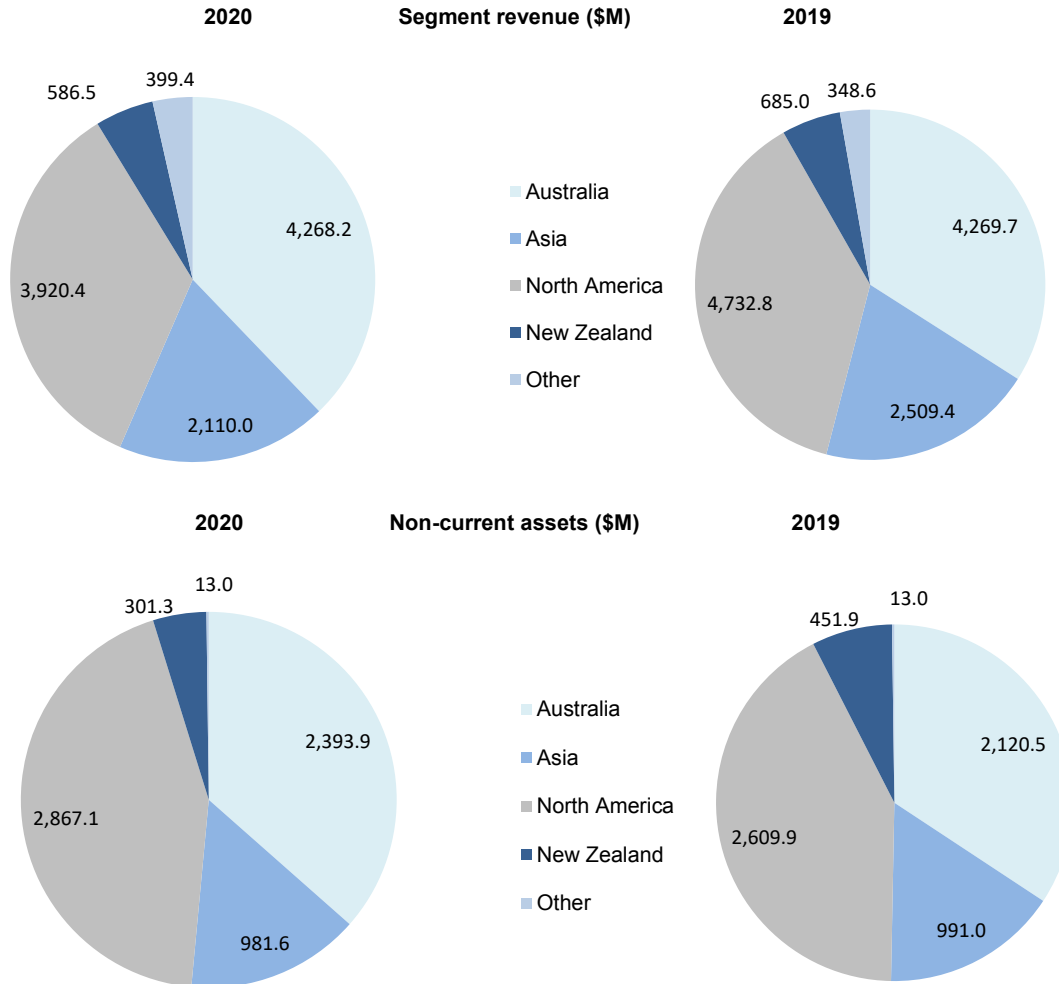 2020 Segment revenue ($M) 2019
399.4
586.5
4,268.2
3,920.4
2,110.0
Australia
Asia
North America
New Zealand
Other
348.6
685.0
4,269.7
4,732.8
2,509.4
2020 Non-current assets ($M) 2019
13.0
301.3
2,393.9
2,867.1
981.6
Australia
Asia
North America
New Zealand
Other
13.0
451.9
2,120.5
2,609.9
991.0